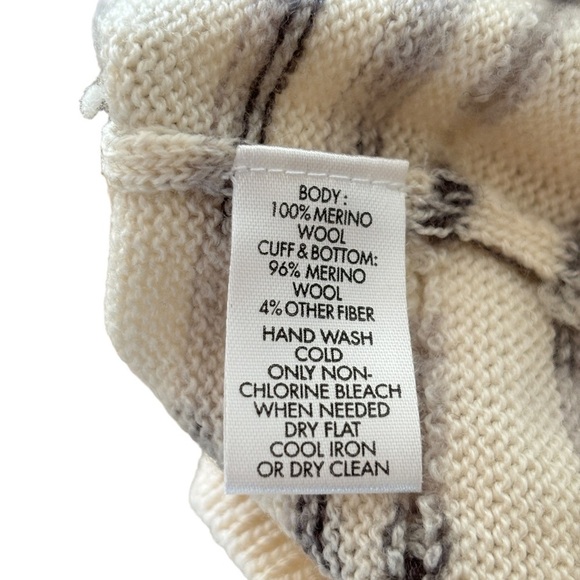 BODY:
100% MERINO
WOOL
CUFF & BOTTOM:
96% MERINO
WOOL
4% OTHER FIBER
HAND WASH
COLD
ONLY NON-
CHLORINE BLEACH
WHEN NEEDED
DRY FLAT
COOL IRON
OR DRY CLEAN